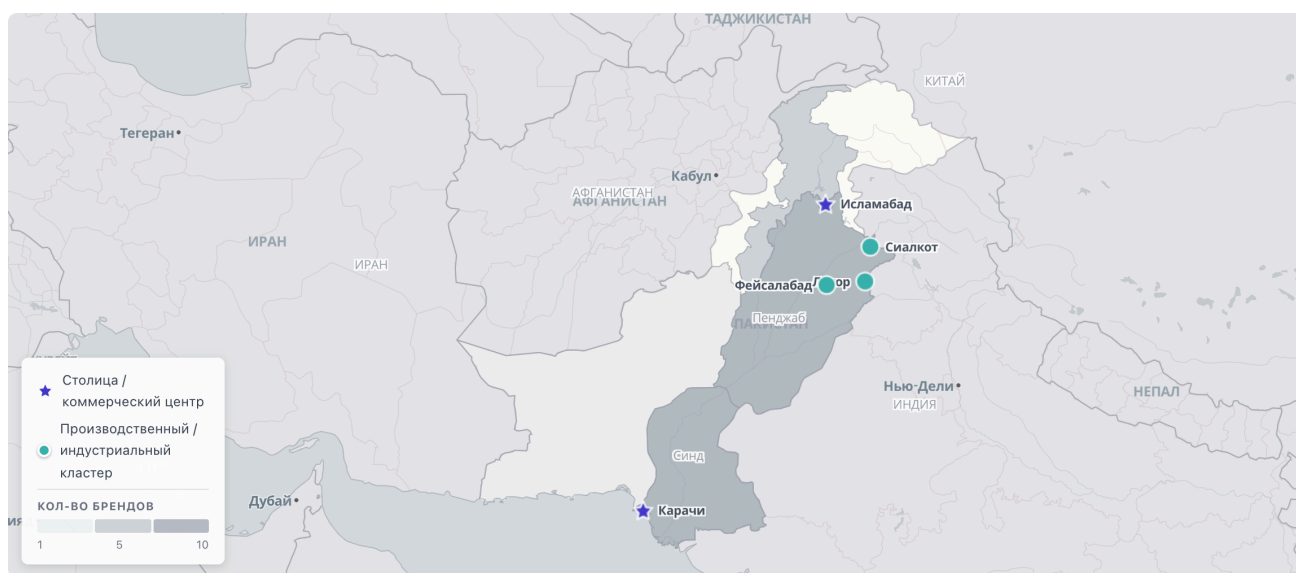 ТАДЖИКИСТАН
КИТАЙ
Тегеран
Кабул
АФГАНИСТАН
АФГАНИСТАН
Исламабад
ИРАН
Сиалкот
ИРАН
Фейсалабад
Пенджаб
ПАКИСТАН
Нью-Дели
НЕПАЛ
ИНДИЯ
Синд
Дубай
Карачи
Столица /
коммерческий центр
Производственный /
индустриальный
кластер
КОЛ-ВО БРЕНДОВ
1 5 10